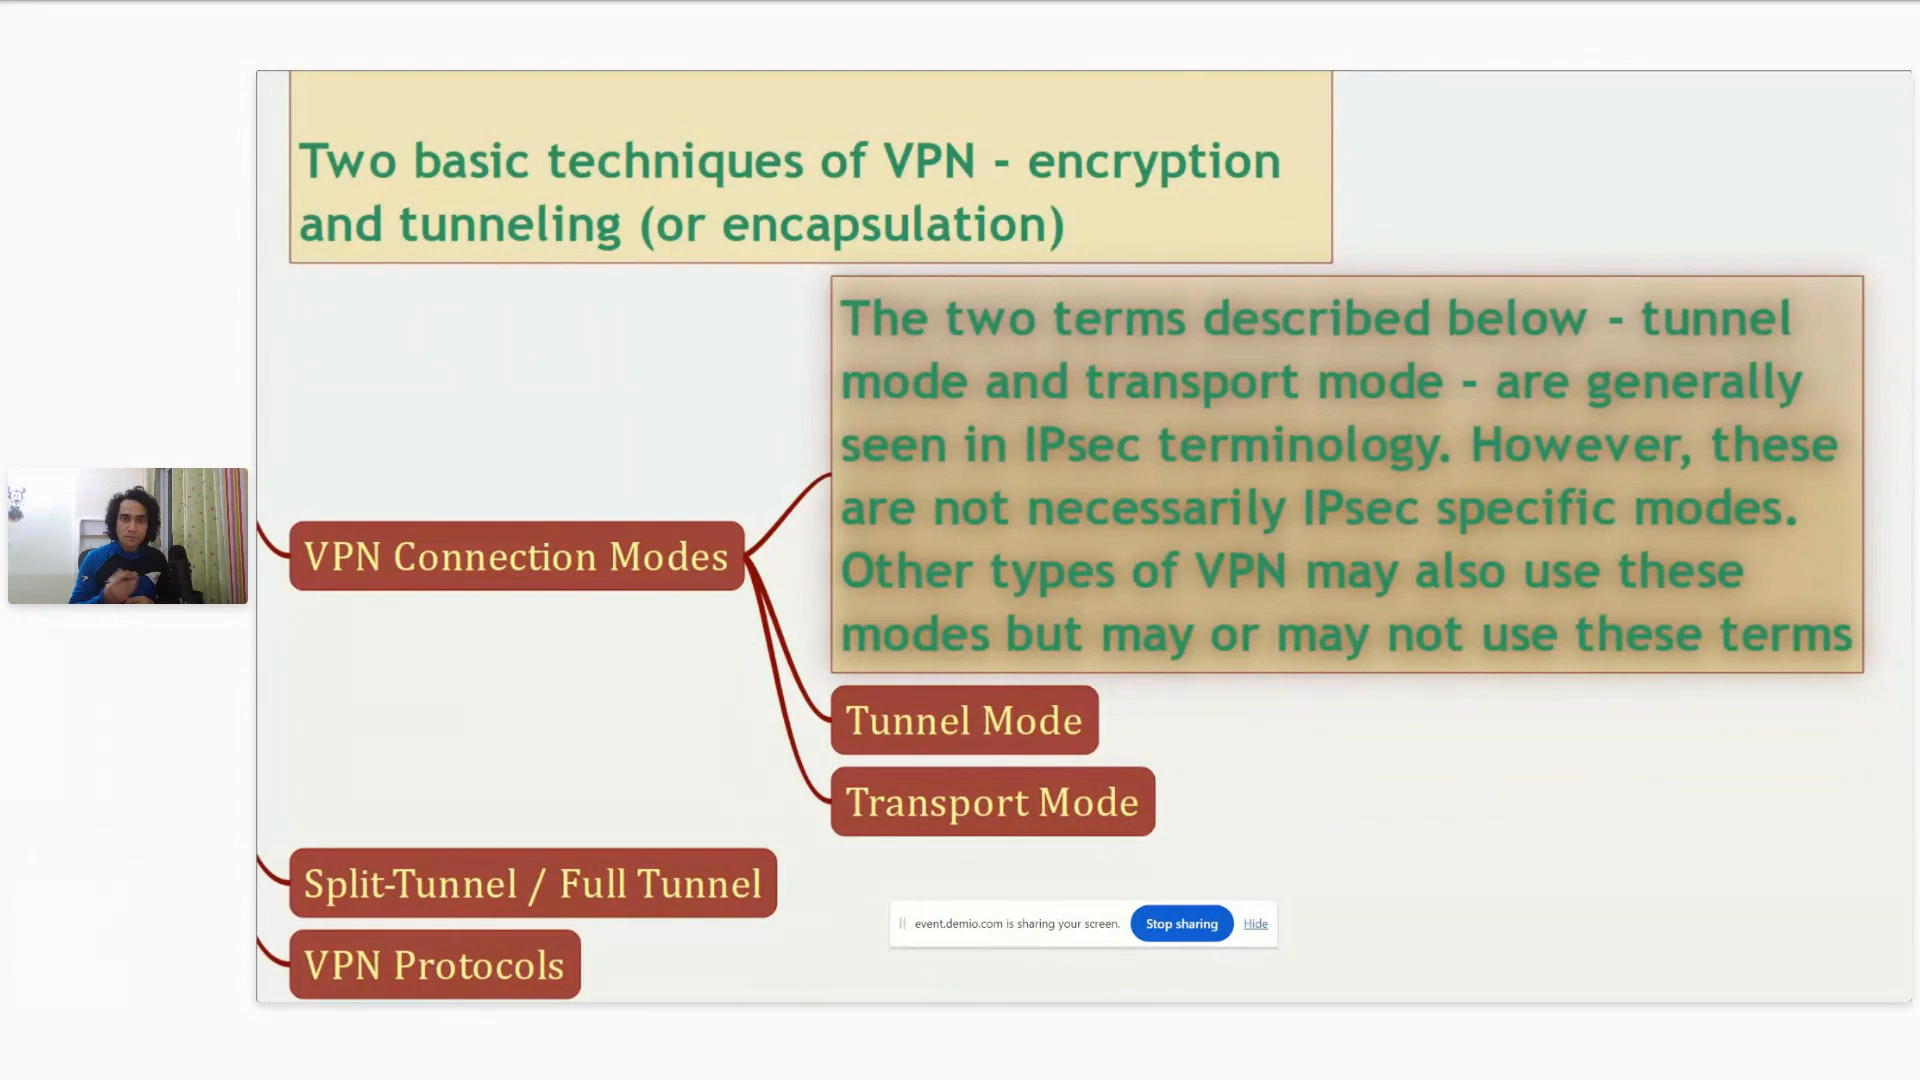 Two basic techniques of VPN - encryption
and tunneling (or encapsulation)
The two terms described below - tunnel
mode and transport mode - are generally
seen in IPsec terminology. However, these
are not necessarily IPsec specific modes.
Other types of VPN may also use these
modes but may or may not use these terms
VPN Connection Modes
Tunnel Mode
Transport Mode
Split-Tunnel / Full Tunnel
event.demio.com is sharing your screen.
Stop sharing
Hide
VPN Protocols